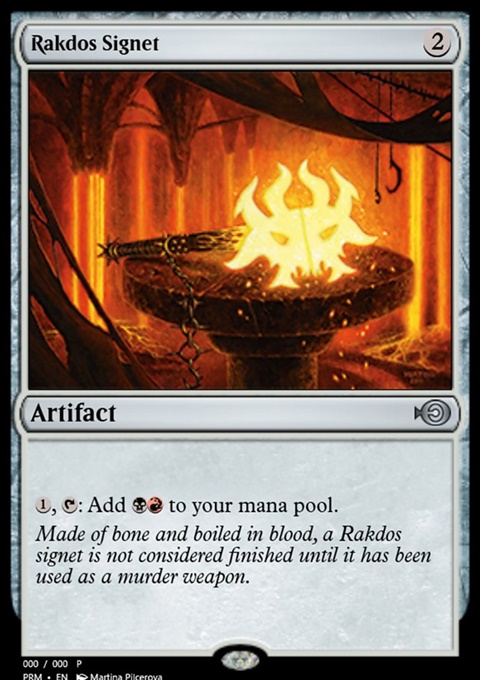 Rakdos Signet 2
Artifact
1, T: Add BR to your mana pool.
Made of bone and boiled in blood, a Rakdos
signet is not considered finished until it has been
used as a murder weapon.
000 / 000 P
PRM • EN Martina Pilcerova